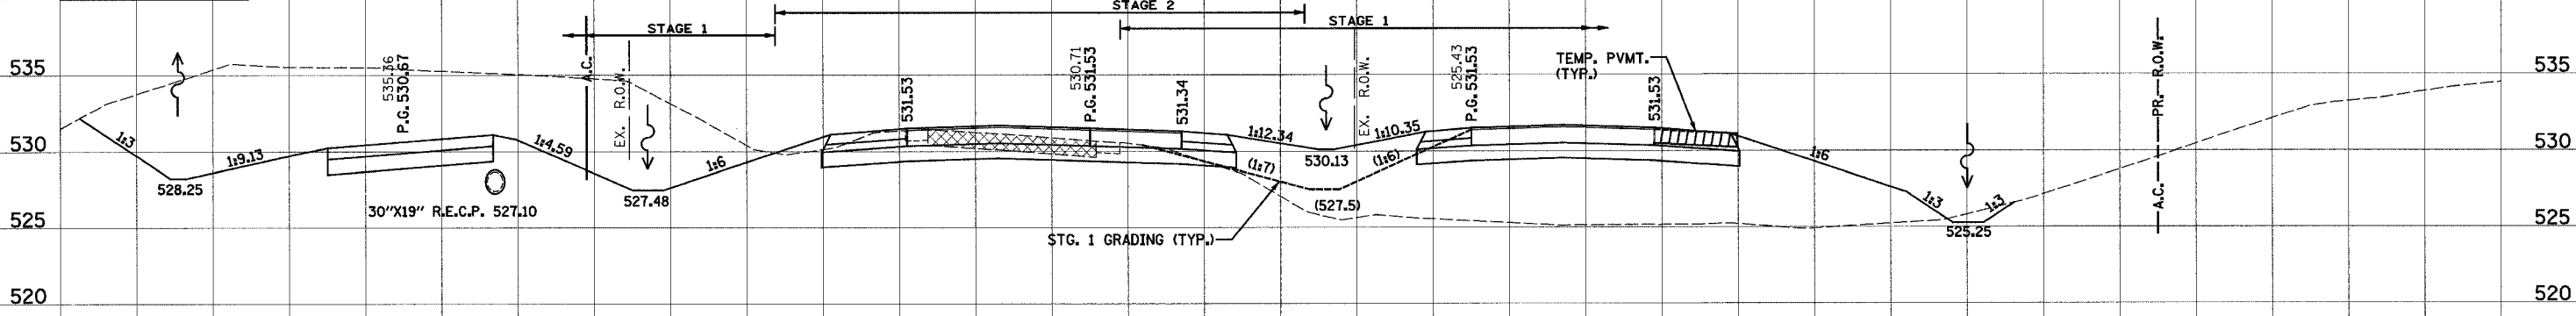 STAGE 2
STAGE 1
STAGE 1
535
535.36
P.G. 530.67
A.C.
EX. R.O.W.
531.53
530.71
P.G. 531.53
531.34
EX. R.O.W.
525.43
P.G. 531.53
TEMP. PVMT.
(TYP.)
531.53
A.C. PR. R.O.W.
535
530
1:3
1:9.13
1:4.59
1:6
1:12.34
1:10.35
(1:7)
(1:6)
530.13
1:6
1:3
1:3
530
528.25
527.48
30"X19" R.E.C.P. 527.10
(527.5)
525
STG. 1 GRADING (TYP.)
525.25
525
520
520